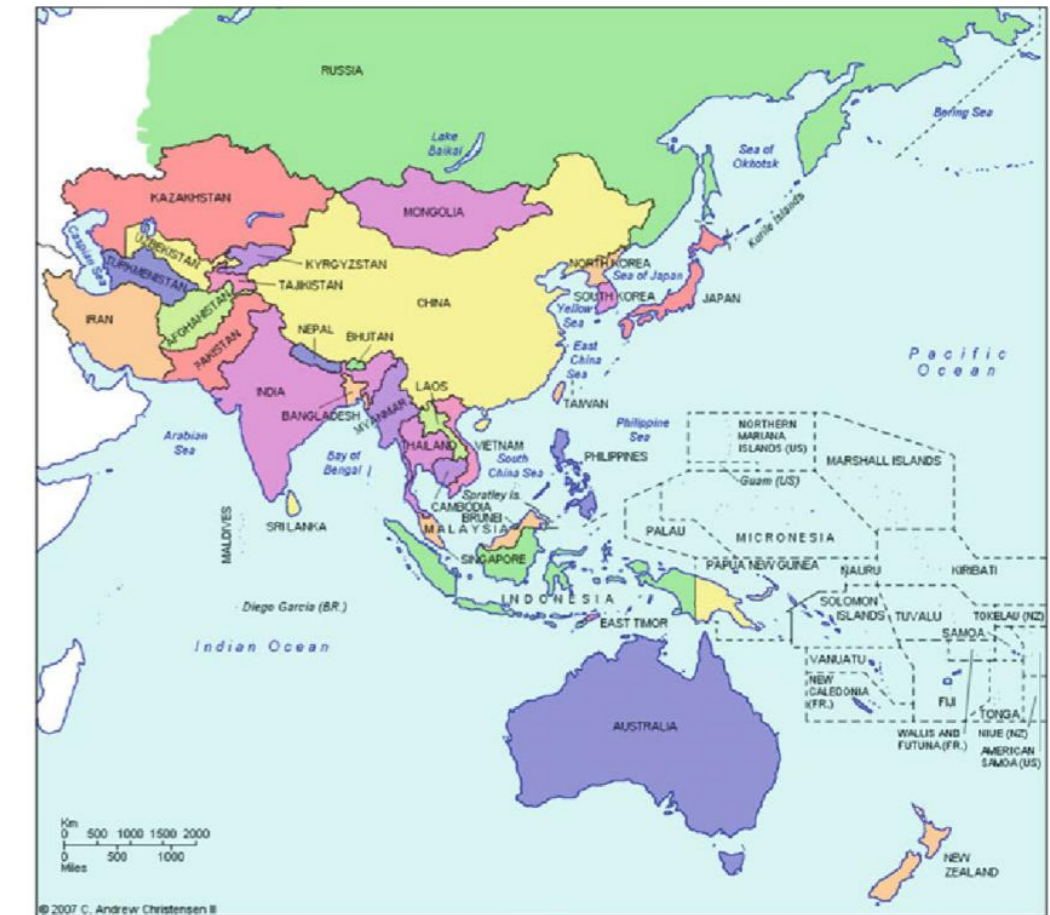 RUSSIA
Bering Sea
Lake
Baikal
Sea of
Okhotsk
KAZAKHSTAN
MONGOLIA
Kurile Islands
Caspian Sea
UZBEKISTAN
TURKMENISTAN
KYRGYZSTAN
TAJIKISTAN
NORTH KOREA
Sea of Japan
SOUTH KOREA
JAPAN
CHINA
IRAN
AFGHANISTAN
PAKISTAN
NEPAL
BHUTAN
Yellow
Sea
East
China
Sea
Pacific
Ocean
INDIA
LAOS
BANGLADESH
MYANMAR
TAIWAN
Arabian
Sea
Bay of
Bengal
THAILAND
VIETNAM
South
China Sea
Philippine
Sea
PHILIPPINES
NORTHERN
MARIANA
ISLANDS (US)
Guam (US)
MARSHALL ISLANDS
Spratley Is.
CAMBODIA
BRUNEI
MALAYSIA
SRI LANKA
MALDIVES
SINGAPORE
PALAU
MICRONESIA
PAPUA NEW GUINEA
NAURU
KIRIBATI
Diego Garcia (BR.)
INDONESIA
EAST TIMOR
SOLOMON
ISLANDS
TUVALU
TOKELAU (NZ)
SAMOA
Indian Ocean
VANUATU
NEW
CALEDONIA
(FR.)
FIJI
TONGA
WALLIS AND
FUTUNA (FR.)
NIUE (NZ)
AMERICAN
SAMOA (US)
AUSTRALIA
NEW
ZEALAND
Km
0 500 1000 1500 2000
0 500 1000
Miles
© 2007 C. Andrew Christensen II